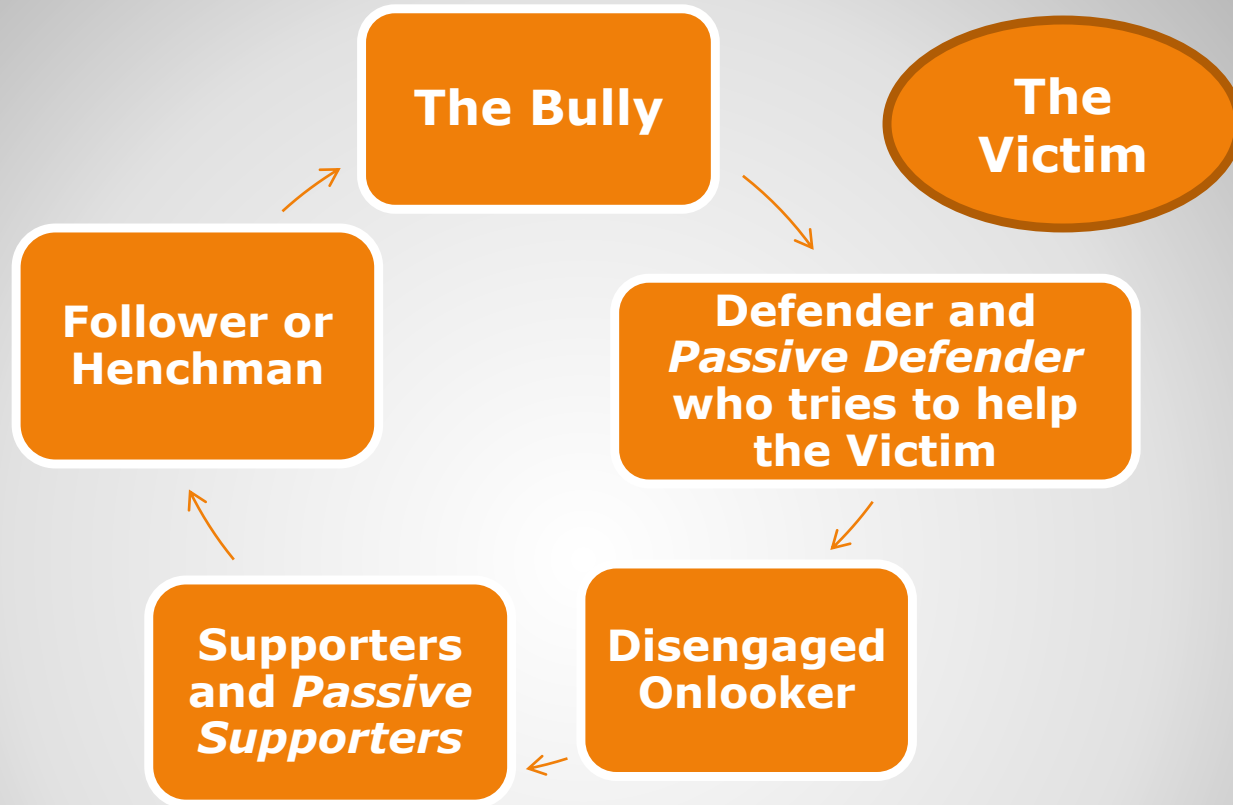 The Bully
The
Victim
Defender and
Passive Defender
who tries to help
the Victim
Disengaged
Onlooker
Supporters
and Passive
Supporters
Follower or
Henchman